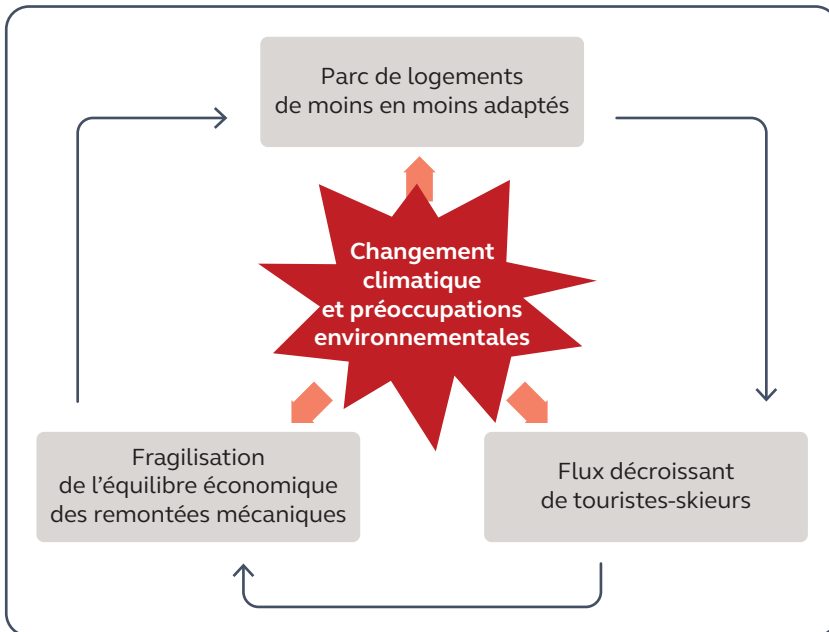 Parc de logements
de moins en moins adaptés
Changement
climatique
et préoccupations
environnementales
Fragilisation
de l’équilibre économique
des remontées mécaniques
Flux décroissant
de touristes-skieurs